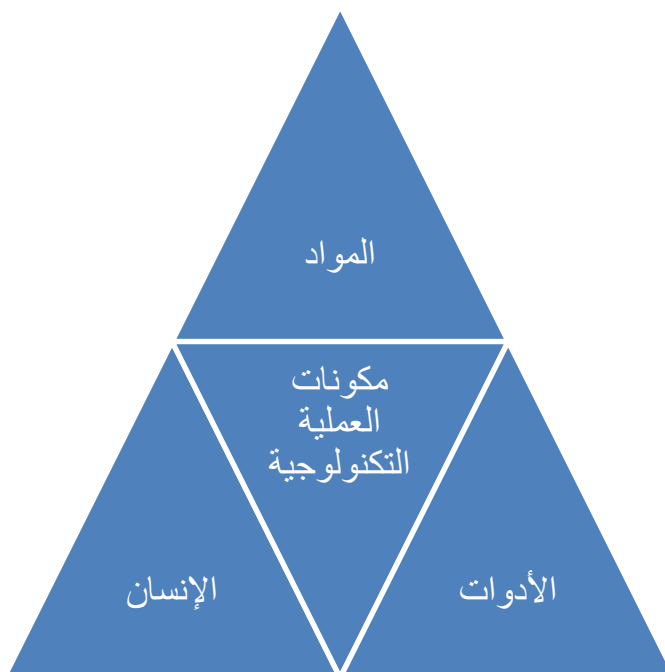 المواد
مكونات
العملية
التكنولوجية
الأدوات
الإنسان